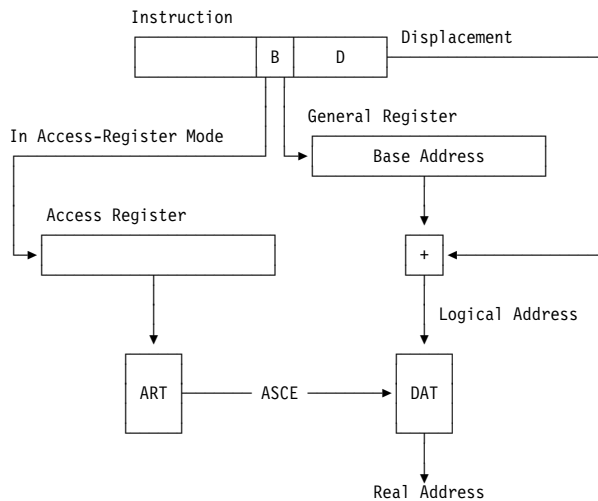 Instruction
Displacement
B
D
General Register
In Access-Register Mode
Base Address
Access Register
+
Logical Address
ART
ASCE
DAT
Real Address